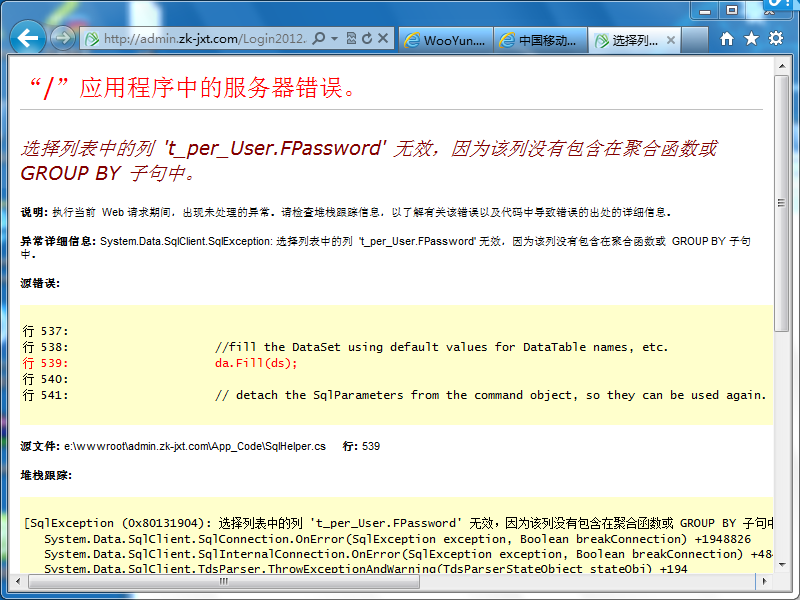 http://admin.zk-jxt.com/Login2012.
WooYun....
中国移动...
选择列...
“/”应用程序中的服务器错误。
选择列表中的列 't_per_User.FPassword' 无效，因为该列没有包含在聚合函数或
GROUP BY 子句中。
说明: 执行当前 Web 请求期间，出现未处理的异常。请检查堆栈跟踪信息，以了解有关该错误以及代码中导致错误的出处的详细信息。
异常详细信息: System.Data.SqlClient.SqlException: 选择列表中的列 't_per_User.FPassword' 无效，因为该列没有包含在聚合函数或 GROUP BY 子句
中。
源错误:
行 537:
行 538: //fill the DataSet using default values for DataTable names, etc.
行 539: da.Fill(ds);
行 540:
行 541: // detach the SqlParameters from the command object, so they can be used again.
源文件: e:\wwwroot\admin.zk-jxt.com\App_Code\SqlHelper.cs 行: 539
堆栈跟踪:
[SqlException (0x80131904): 选择列表中的列 't_per_User.FPassword' 无效，因为该列没有包含在聚合函数或 GROUP BY 子句中
System.Data.SqlClient.SqlConnection.OnError(SqlException exception, Boolean breakConnection) +1948826
System.Data.SqlClient.SqlInternalConnection.OnError(SqlException exception, Boolean breakConnection) +48
System.Data.SqlClient.TdsParser.ThrowExceptionAndWarning(TdsParserStateObject stateObj) +194